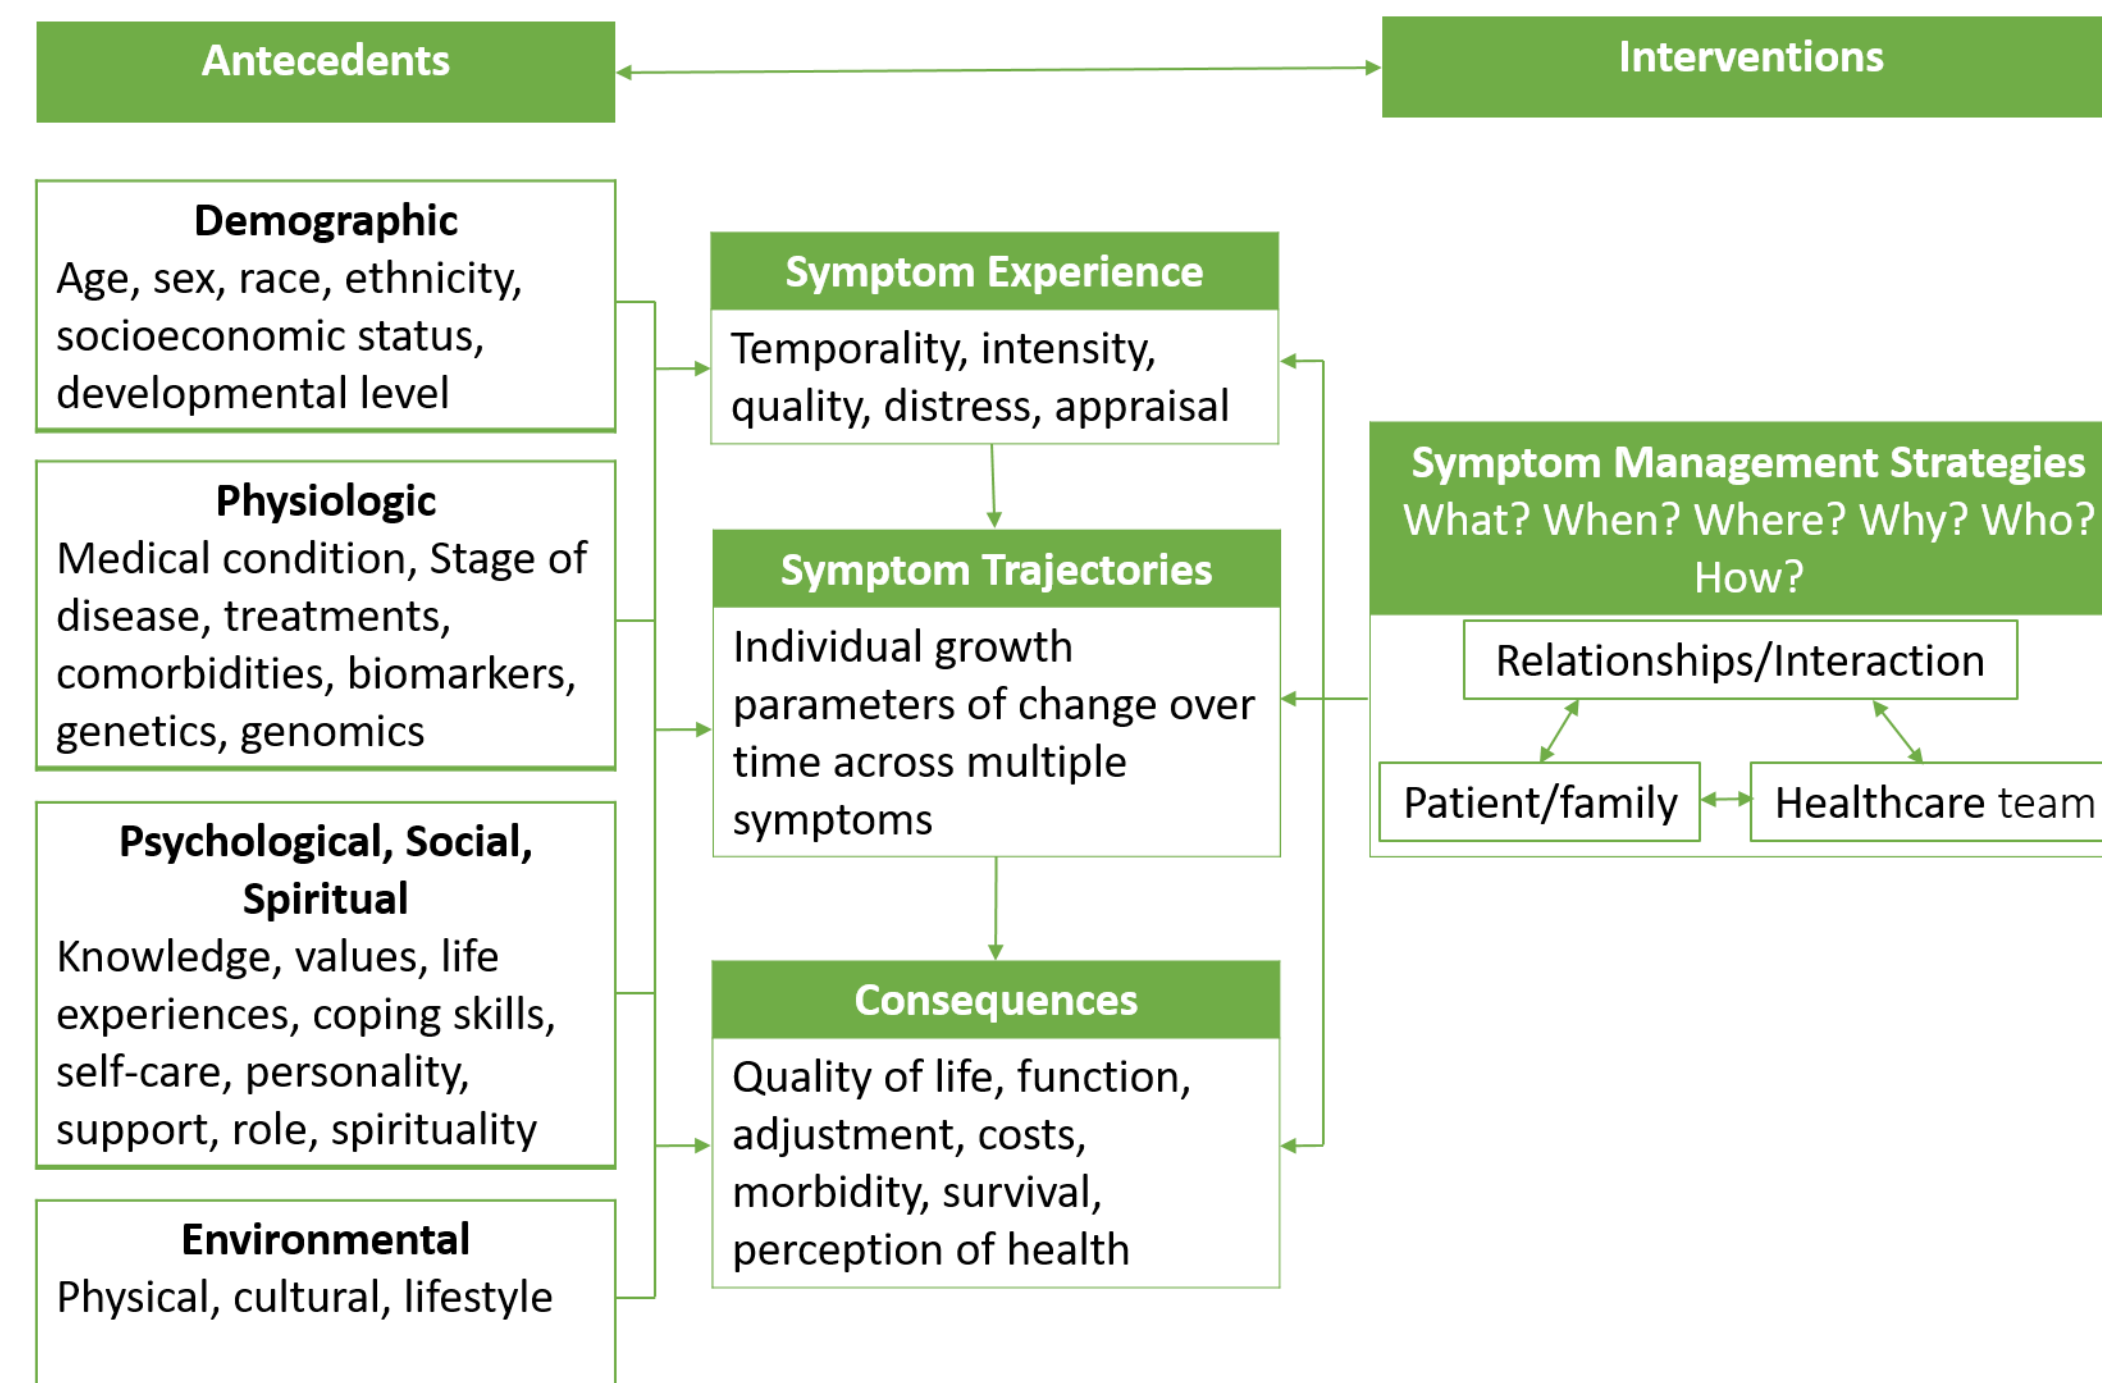 Antecedents
Interventions
Demographic
Age, sex, race, ethnicity,
socioeconomic status,
developmental level
Physiologic
Medical condition, Stage of
disease, treatments,
comorbidities, biomarkers,
genetics, genomics
Psychological, Social,
Spiritual
Knowledge, values, life
experiences, coping skills,
self-care, personality,
support, role, spirituality
Environmental
Physical, cultural, lifestyle
Symptom Experience
Temporality, intensity,
quality, distress, appraisal
Symptom Trajectories
Individual growth
parameters of change over
time across multiple
symptoms
Consequences
Quality of life, function,
adjustment, costs,
morbidity, survival,
perception of health
Symptom Management Strategies
What? When? Where? Why? Who?
How?
Relationships/Interaction
Patient/family
Healthcare team